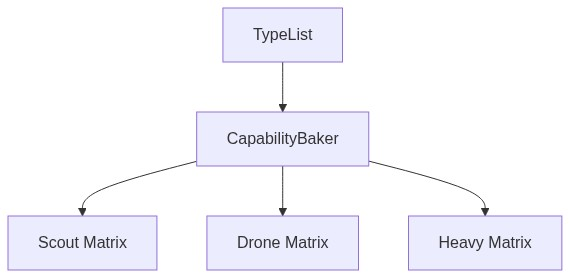 TypeList
CapabilityBaker
Scout Matrix
Drone Matrix
Heavy Matrix